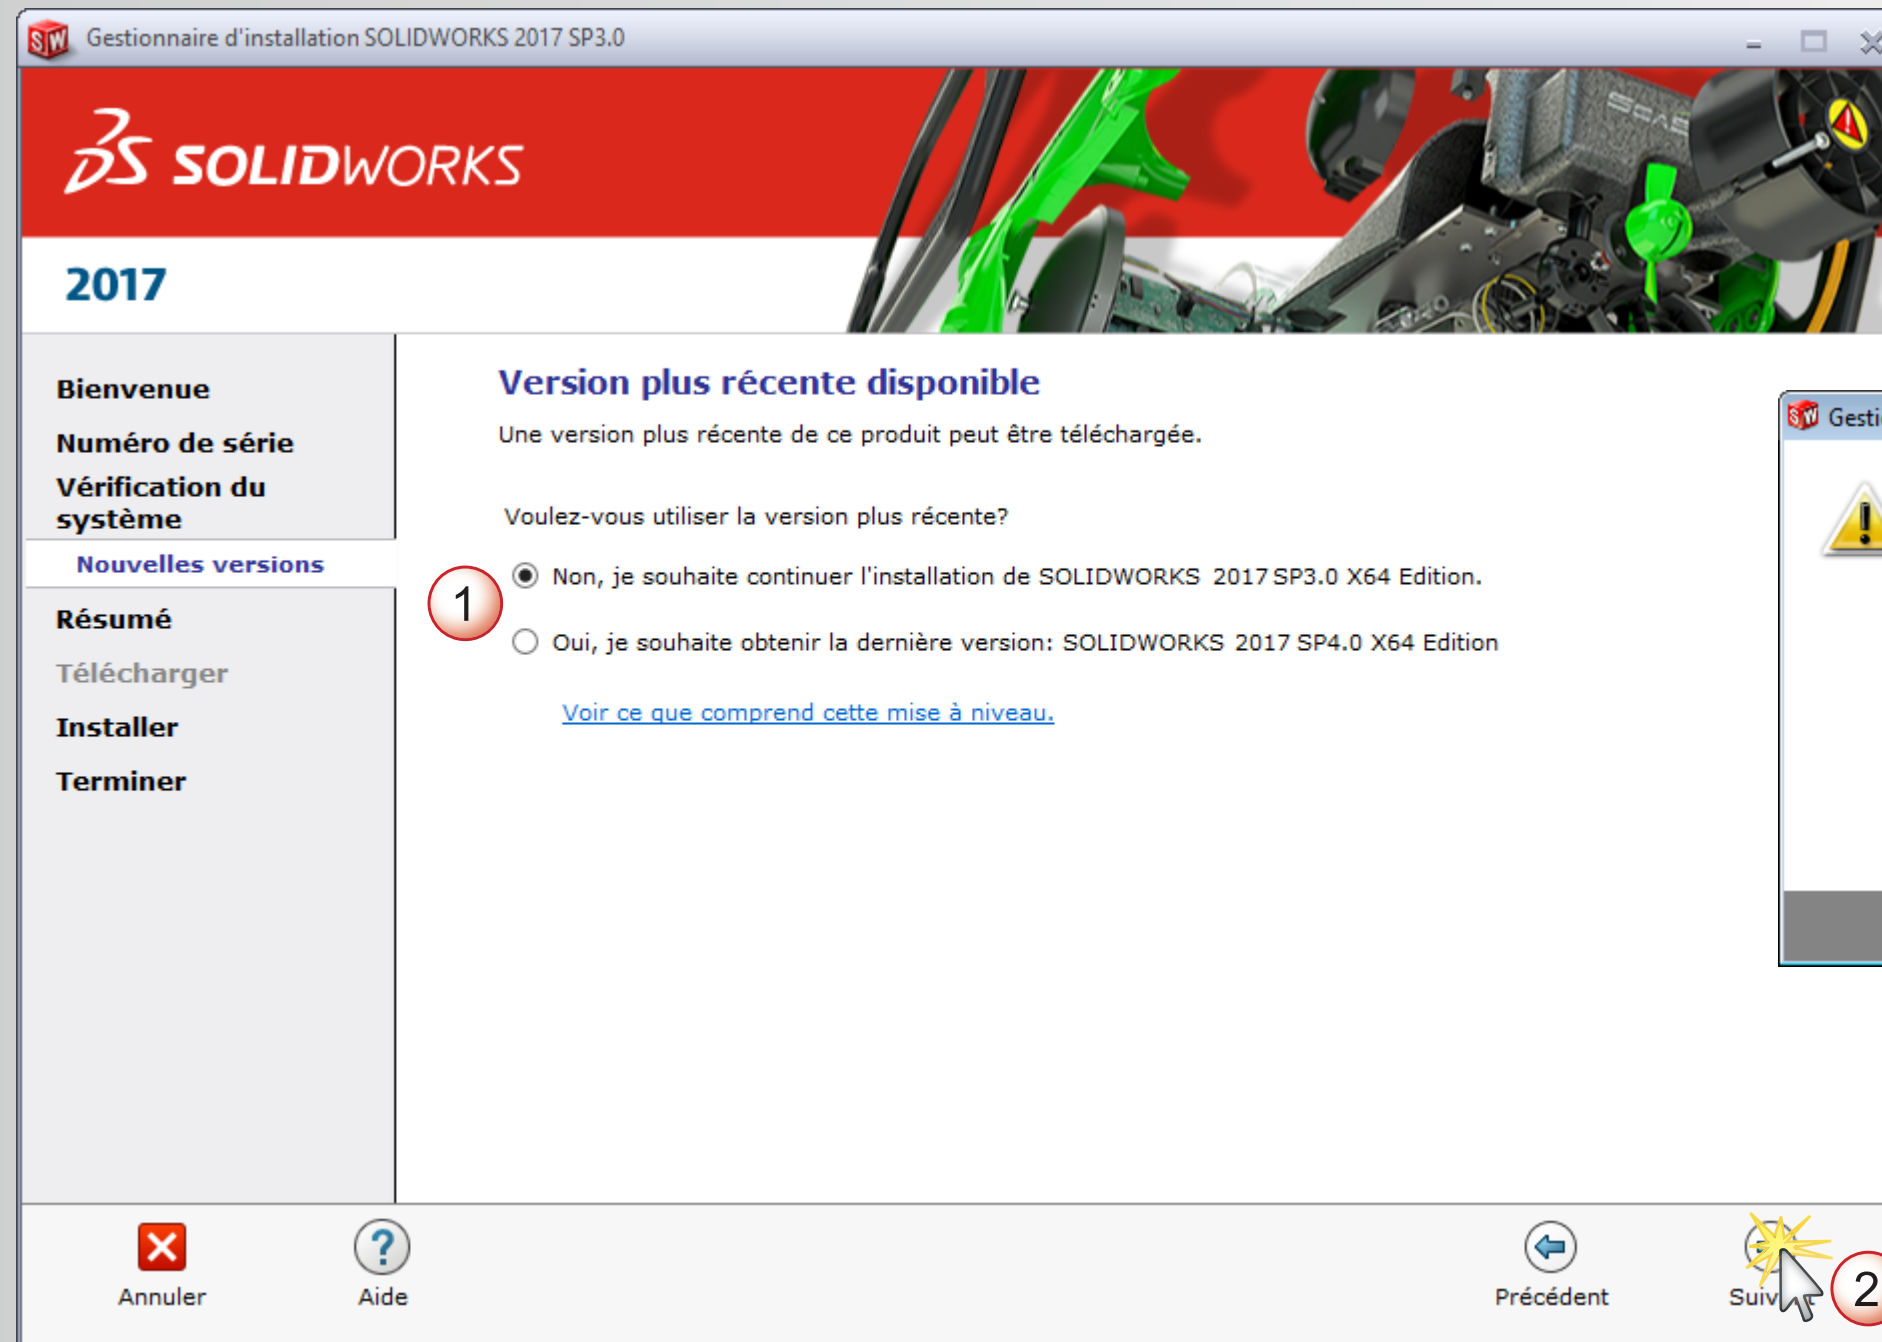 Gestionnaire d'installation SOLIDWORKS 2017 SP3.0
SOLIDWORKS
2017
Bienvenue
Numéro de série
Vérification du
système
Nouvelles versions
Résumé
Télécharger
Installer
Terminer
Version plus récente disponible
Une version plus récente de ce produit peut être téléchargée.
Voulez-vous utiliser la version plus récente?
1
Non, je souhaite continuer l'installation de SOLIDWORKS 2017 SP3.0 X64 Edition.
Oui, je souhaite obtenir la dernière version: SOLIDWORKS 2017 SP4.0 X64 Edition
Voir ce que comprend cette mise à niveau.
SW Gesti
Annuler
Aide
Précédent
2